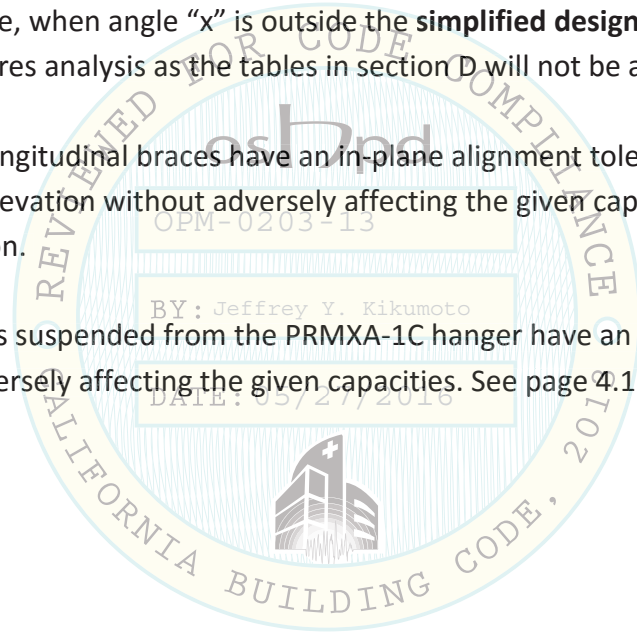 e, when angle “x” is outside the simplified design
res analysis as the tables in section D will not be a
ngitudinal braces have an in-plane alignment tole
evation without adversely affecting the given cap
on.
s suspended from the PRMXA-1C hanger have an
versely affecting the given capacities. See page 4.1
REVIEWED FOR CODE COMPLIANCE
oshpd
OPM-0203-13
BY: Jeffrey Y. Kikumoto
DATE: 05/27/2016
CALIFORNIA BUILDING CODE, 2013